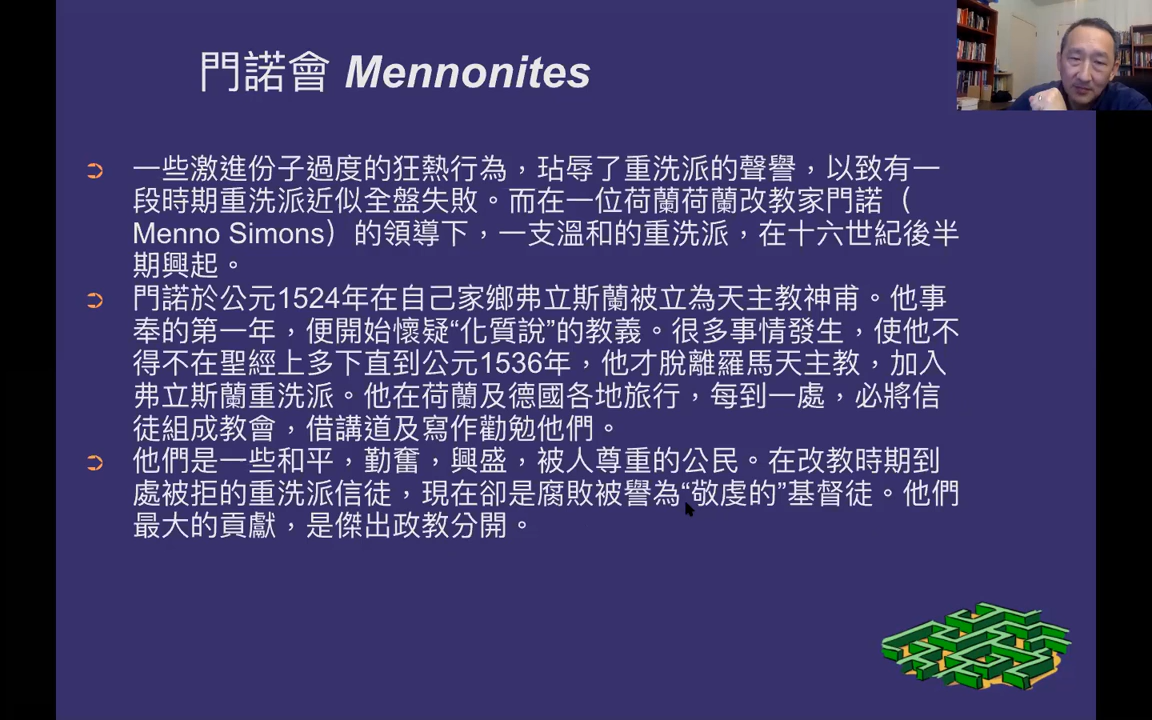 門諾會 Mennonites
一些激進份子過度的狂熱行為，玷辱了重洗派的聲譽，以致有一
段時期重洗派近似全盤失敗。而在一位荷蘭荷蘭改教家門諾（
Menno Simons）的領導下，一支溫和的重洗派，在十六世紀後半
期興起。
門諾於公元1524年在自己家鄉弗立斯蘭被立為天主教神甫。他事
奉的第一年，便開始懷疑“化質說”的教義。很多事情發生，使他不
得不在聖經上多下直到公元1536年，他才脫離羅馬天主教，加入
弗立斯蘭重洗派。他在荷蘭及德國各地旅行，每到一處，必將信
徒組成教會，借講道及寫作勸勉他們。
他們是一些和平，勤奮，興盛，被人尊重的公民。在改教時期到
處被拒的重洗派信徒，現在卻是腐敗被譽為“敬虔的”基督徒。他們
最大的貢獻，是傑出政教分開。